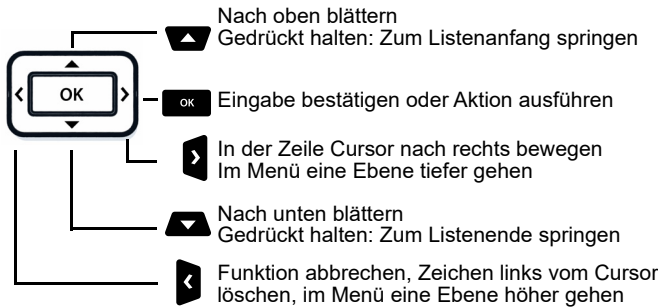 Nach oben blättern
Gedrückt halten: Zum Listenanfang springen
OK
OK
Eingabe bestätigen oder Aktion ausführen
In der Zeile Cursor nach rechts bewegen
Im Menü eine Ebene tiefer gehen
Nach unten blättern
Gedrückt halten: Zum Listenende springen
Funktion abbrechen, Zeichen links vom Cursor
löschen, im Menü eine Ebene höher gehen